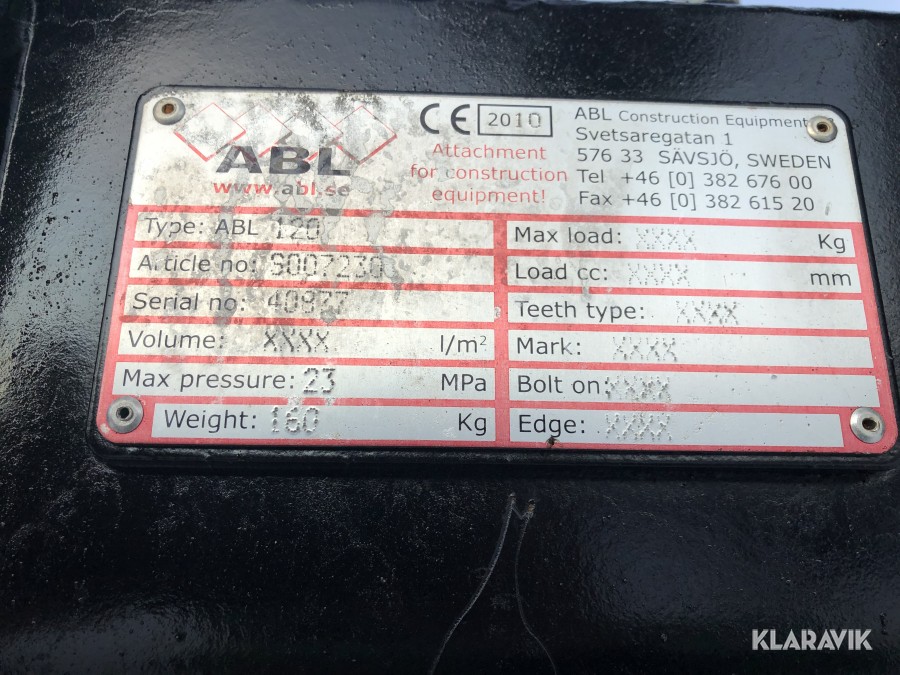 ABL
www.abl.se
CE 2010
Attachment
for construction
equipment!
ABL Construction Equipment
Svetsaregatan 1
576 33 SÄVSJÖ, SWEDEN
Tel +46 [0] 382 676 00
Fax +46 [0] 382 615 20
Type: ABL 120
Article no: S007230
Serial no: 40877
Volume: XXXX l/m²
Max pressure: 23 MPa
Weight: 160 Kg
Max load: XXXX Kg
Load cc: XXXX mm
Teeth type: XXXX
Mark: XXXX
Bolt on: XXXX
Edge: XXXX
KLARAVIK